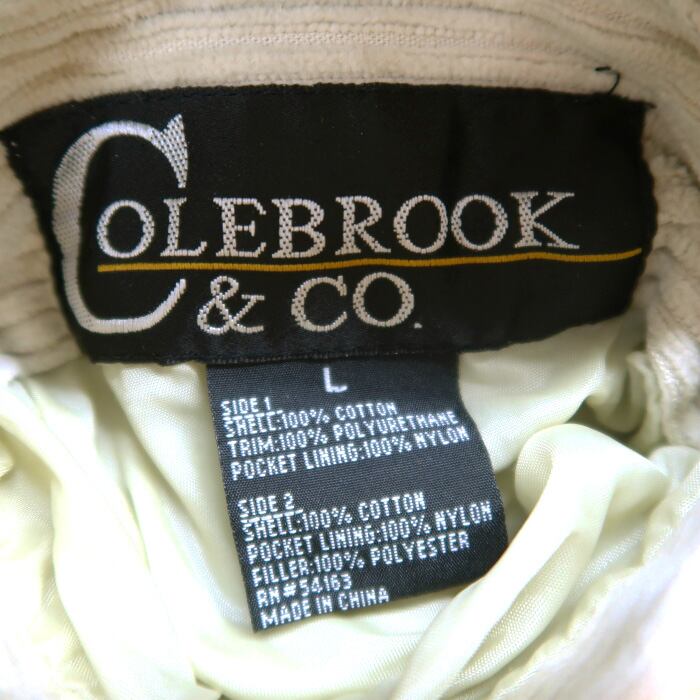 COLEBROOK
& CO.
L
SIDE 1
SHELL:100% COTTON
TRIM:100% POLYURETHANE
POCKET LINING:100% NYLON
SIDE 2
SHELL:100% COTTON
POCKET LINING:100% NYLON
FILLER:100% POLYESTER
RN#54163
MADE IN CHINA